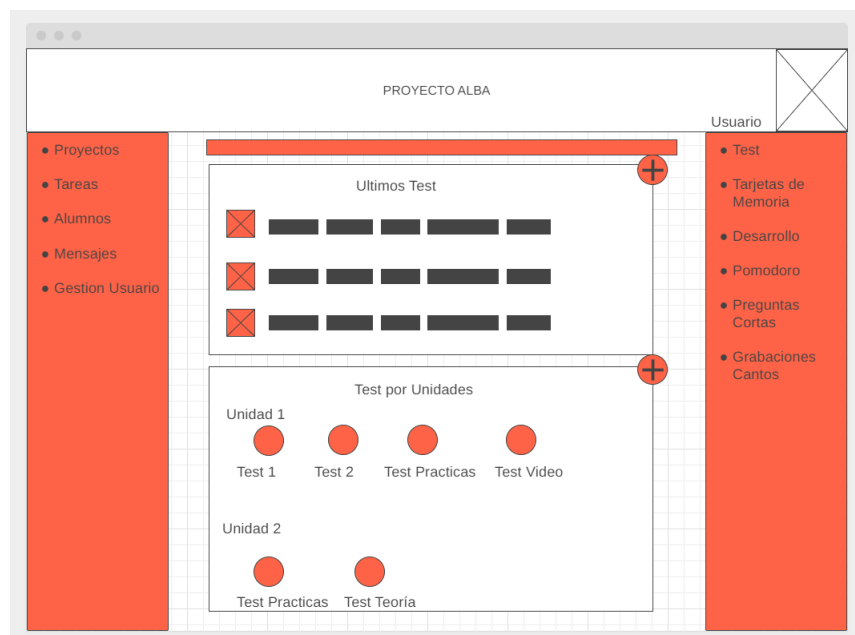 PROYECTO ALBA
Usuario
Proyectos
Tareas
Alumnos
Mensajes
Gestion Usuario
Ultimos Test
Test por Unidades
Unidad 1
Test 1
Test 2
Test Practicas
Test Video
Unidad 2
Test Practicas
Test Teoría
Test
Tarjetas de
Memoria
Desarrollo
Pomodoro
Preguntas
Cortas
Grabaciones
Cantos